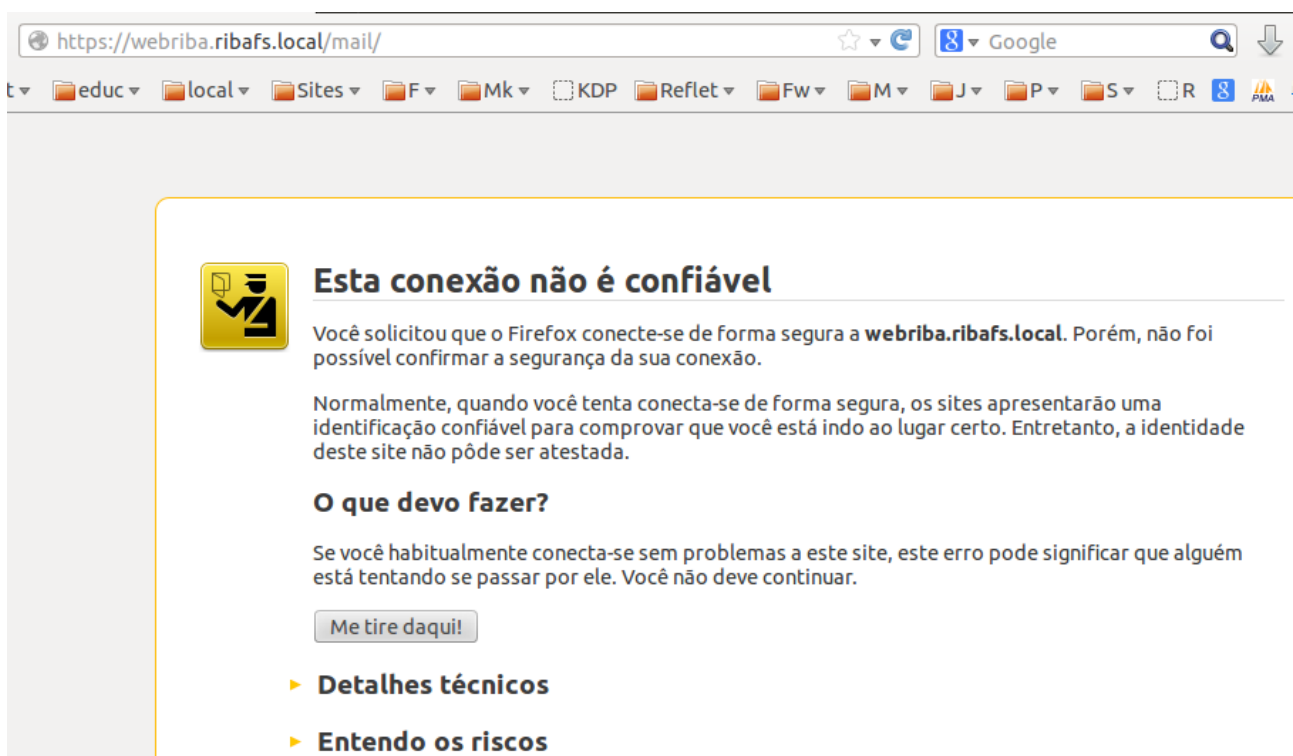 https://webriba.ribafs.local/mail/ 8 Google
t educ local Sites F Mk KDP Reflet Fw M J P S R 8 PMA
Esta conexão não é confiável
Você solicitou que o Firefox conecte-se de forma segura a webriba.ribafs.local. Porém, não foi
possível confirmar a segurança da sua conexão.
Normalmente, quando você tenta conecta-se de forma segura, os sites apresentarão uma
identificação confiável para comprovar que você está indo ao lugar certo. Entretanto, a identidade
deste site não pôde ser atestada.
O que devo fazer?
Se você habitualmente conecta-se sem problemas a este site, este erro pode significar que alguém
está tentando se passar por ele. Você não deve continuar.
Me tire daqui!
Detalhes técnicos
Entendo os riscos